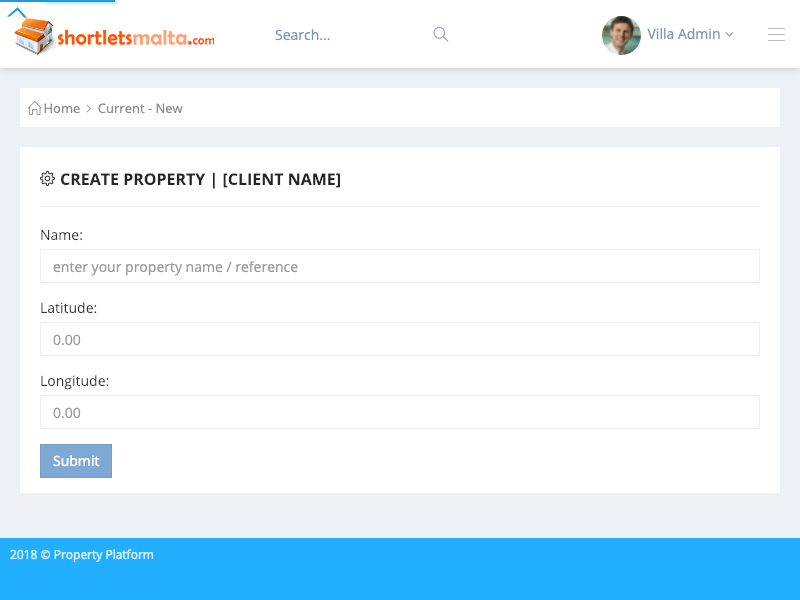 shortletsmalta.com
Search...
Villa Admin
Home
Current - New
CREATE PROPERTY | [CLIENT NAME]
Name:
enter your property name / reference
Latitude:
0.00
Longitude:
0.00
Submit
2018 © Property Platform